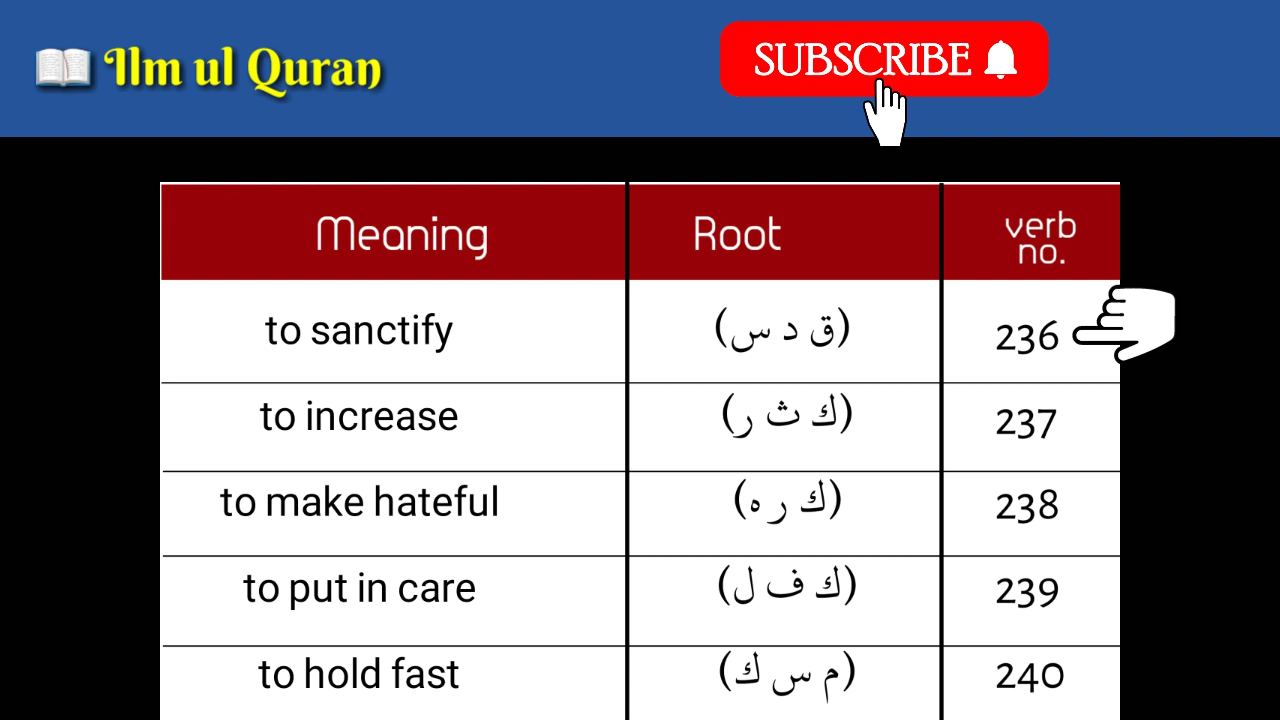 Ilm ul Quran
SUBSCRIBE
Meaning Root verb no.
to sanctify (ق د س) 236
to increase (ك ث ر) 237
to make hateful (ك ر ه) 238
to put in care (ك ف ل) 239
to hold fast (م س ك) 240